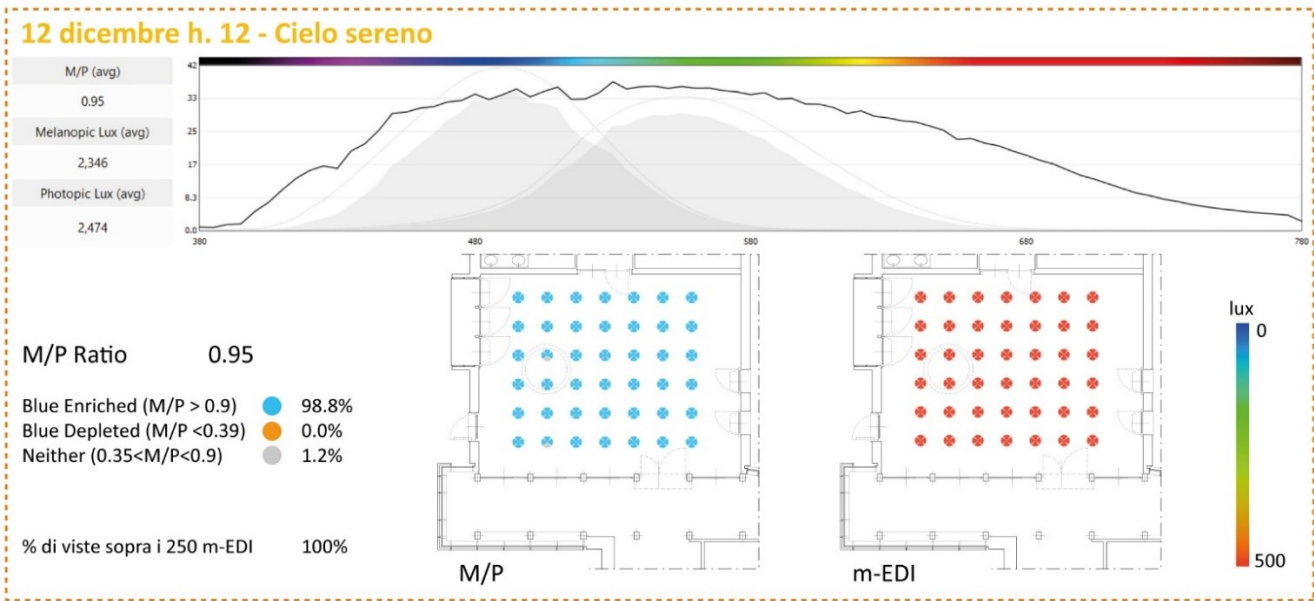 12 dicembre h. 12 - Cielo sereno
M/P (avg)
0.95
Melanopic Lux (avg)
2,346
Photopic Lux (avg)
2,474
42
33
25
17
8.3
0.0
380
480
580
680
780
M/P Ratio 0.95
Blue Enriched (M/P > 0.9) 98.8%
Blue Depleted (M/P <0.39) 0.0%
Neither (0.35<M/P<0.9) 1.2%
% di viste sopra i 250 m-EDI 100%
M/P
m-EDI
lux
0
500